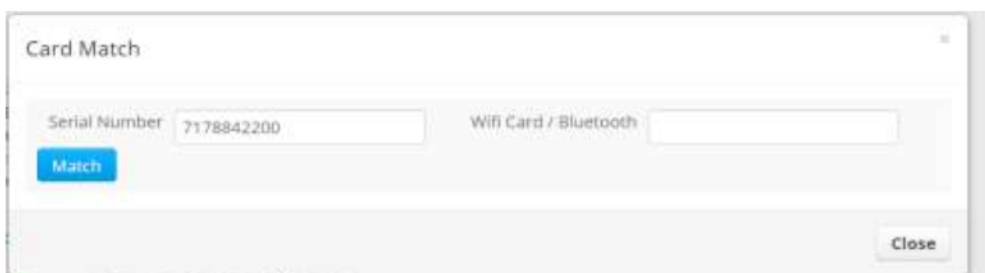 Card Match
Serial Number 7178842200 Wifi Card / Bluetooth
Match
Close